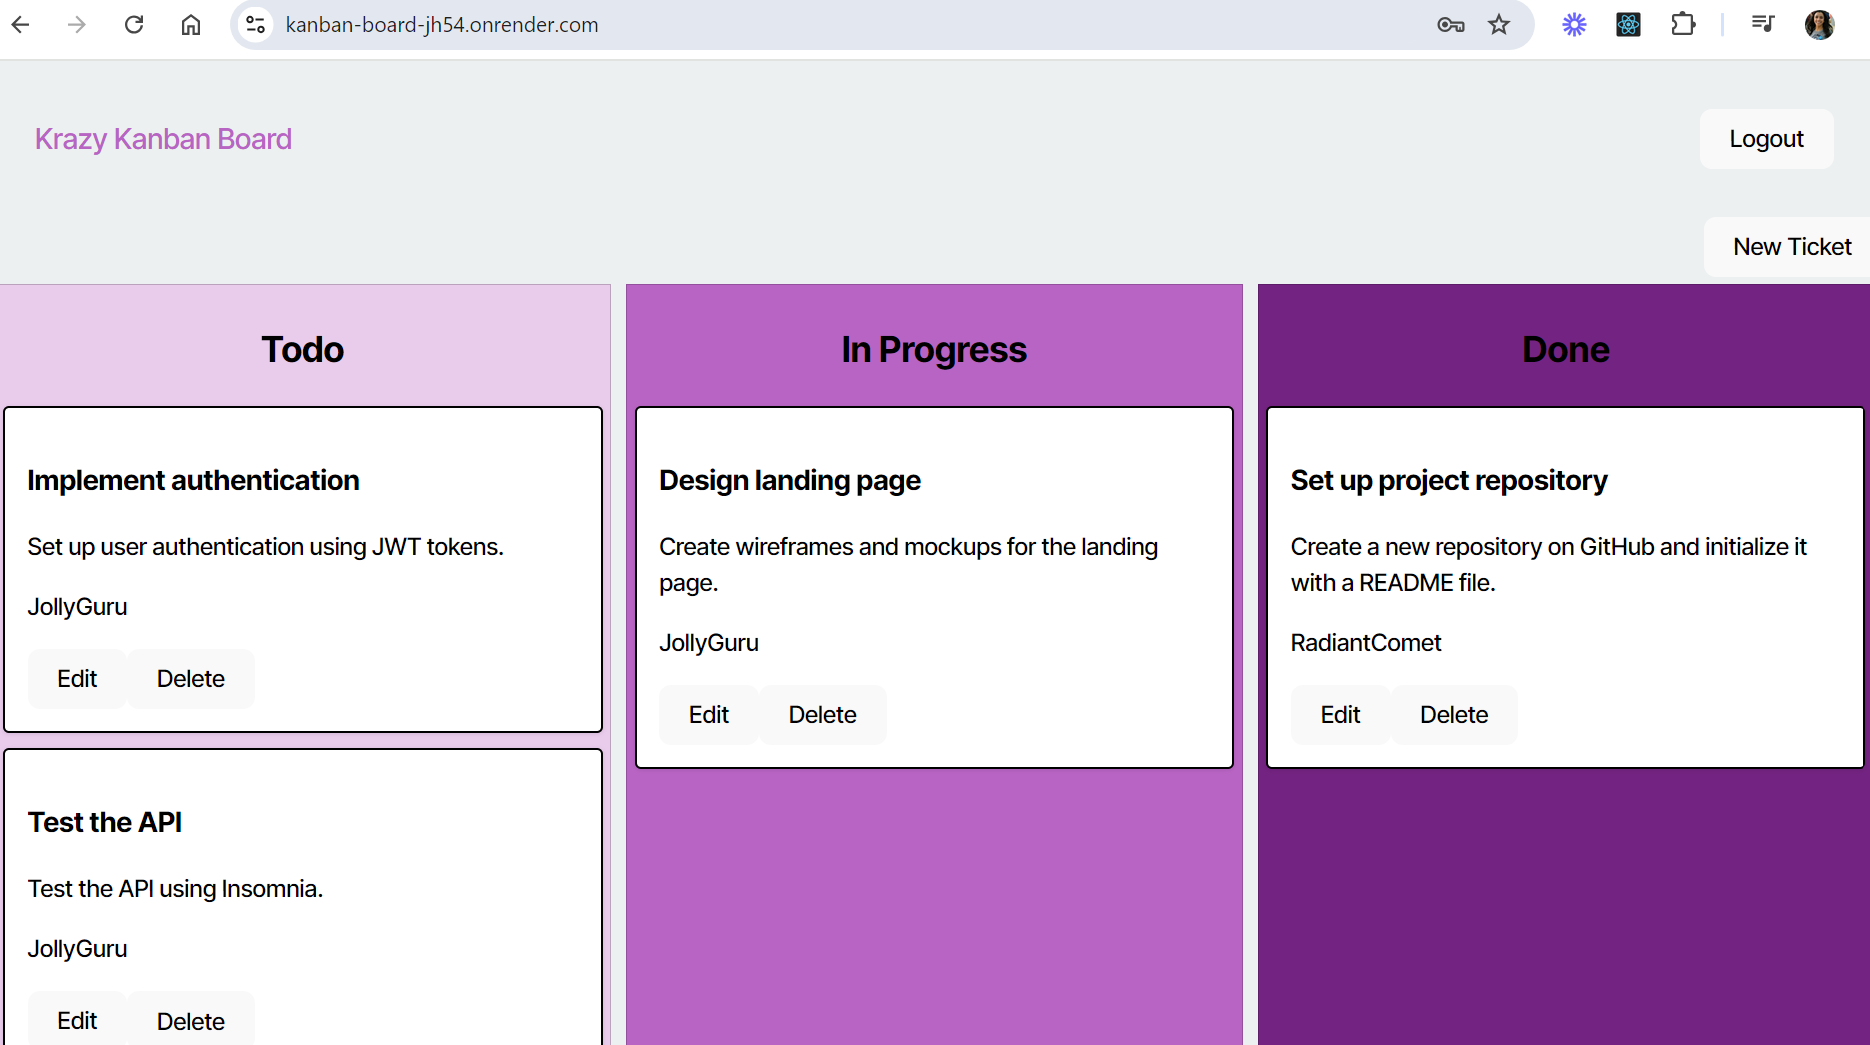 kanban-board-jh54.onrender.com
Krazy Kanban Board
Logout
New Ticket
Todo
Implement authentication
Set up user authentication using JWT tokens.
JollyGuru
Edit Delete
Test the API
Test the API using Insomnia.
JollyGuru
Edit Delete
In Progress
Design landing page
Create wireframes and mockups for the landing
page.
JollyGuru
Edit Delete
Done
Set up project repository
Create a new repository on GitHub and initialize it
with a README file.
RadiantComet
Edit Delete